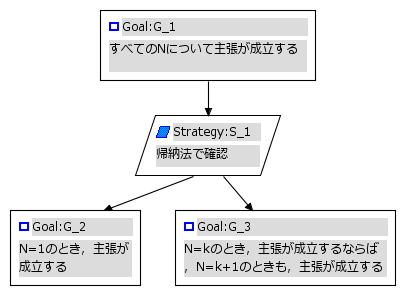 Goal:G_1
すべてのNについて主張が成立する
Strategy:S_1
帰納法で確認
Goal:G_2
N=1のとき，主張が
成立する
Goal:G_3
N=kのとき，主張が成立するならば
，N=k+1のときも，主張が成立する